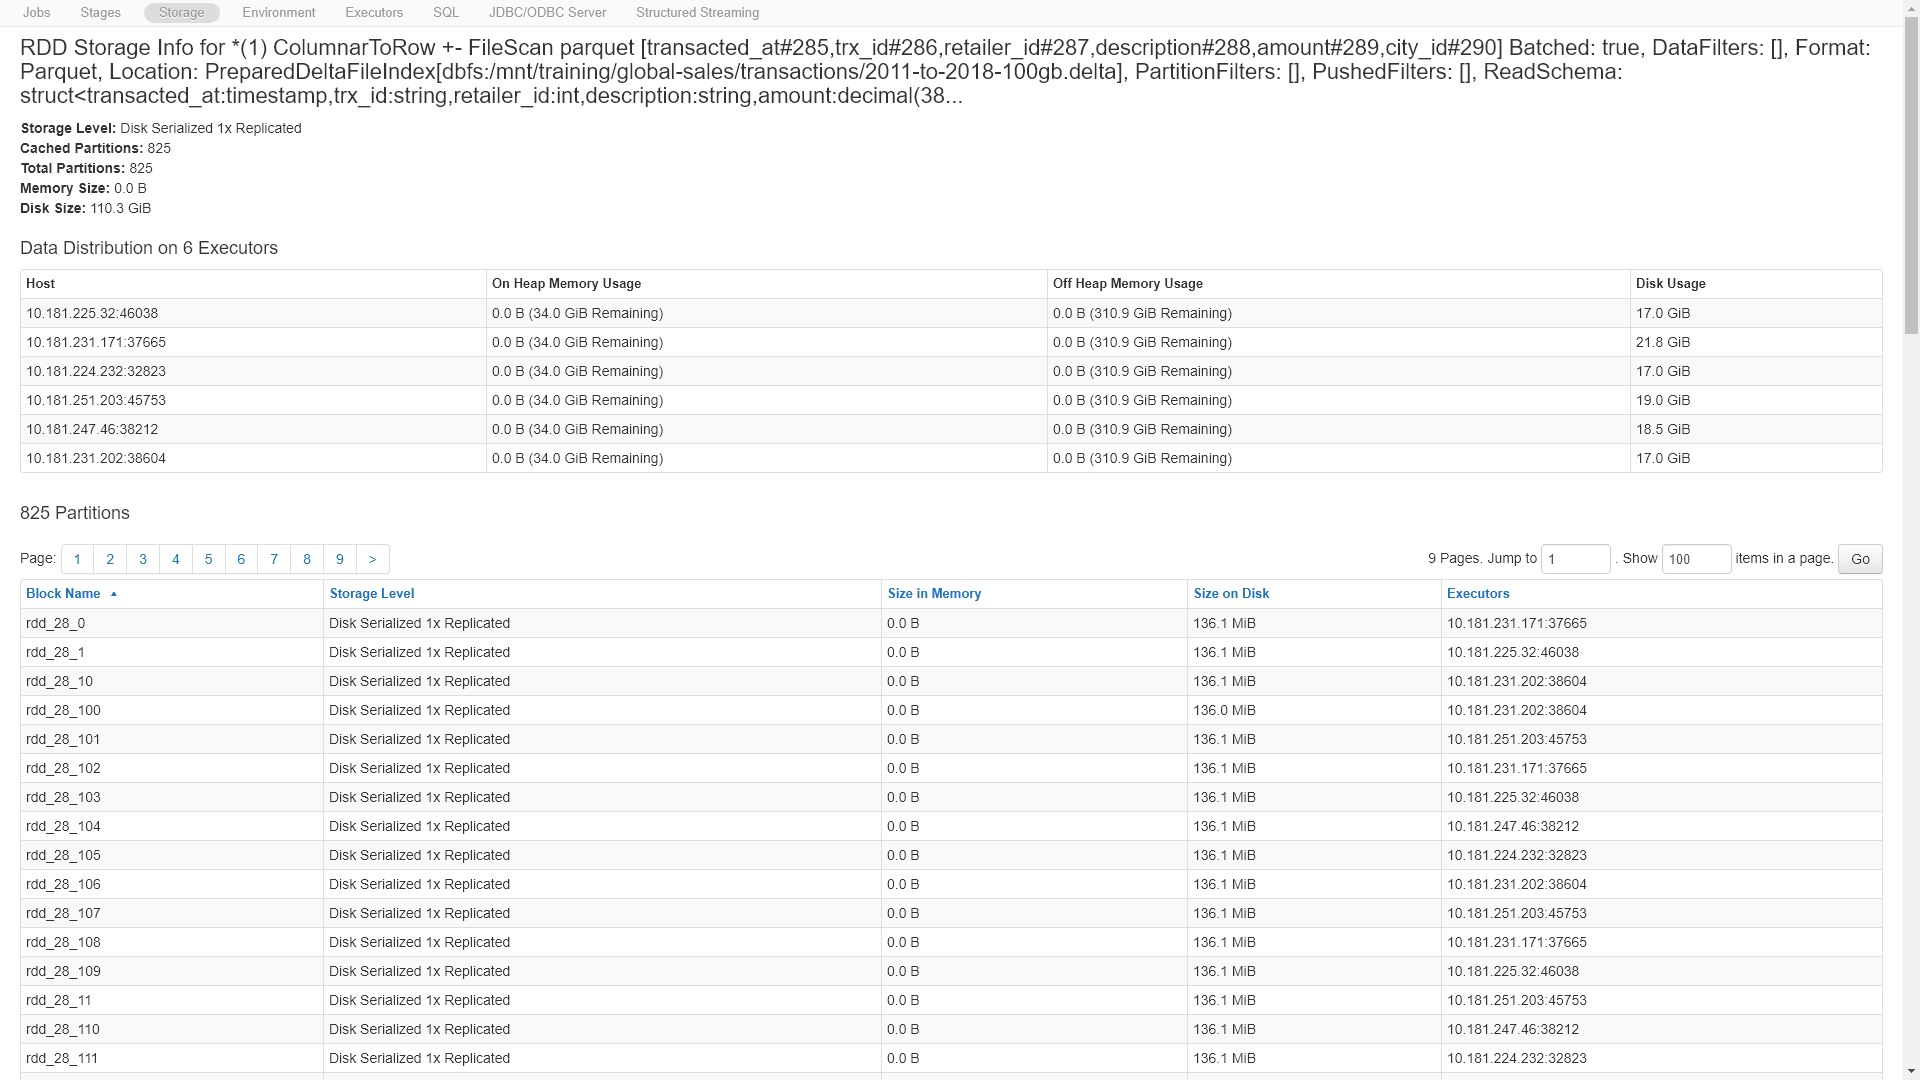 Jobs Stages Storage Environment Executors SQL JDBC/ODBC Server Structured Streaming
RDD Storage Info for *(1) ColumnarToRow +- FileScan parquet [transacted_at#285,trx_id#286,retailer_id#287,description#288,amount#289,city_id#290] Batched: true, DataFilters: [], Format:
Parquet, Location: PreparedDeltaFileIndex[dbfs:/mnt/training/global-sales/transactions/2011-to-2018-100gb.delta], PartitionFilters: [], PushedFilters: [], ReadSchema:
struct<transacted_at:timestamp,trx_id:string,retailer_id:int,description:string,amount:decimal(38...
Storage Level: Disk Serialized 1x Replicated
Cached Partitions: 825
Total Partitions: 825
Memory Size: 0.0 B
Disk Size: 110.3 GiB
Data Distribution on 6 Executors
Host On Heap Memory Usage Off Heap Memory Usage Disk Usage
10.181.225.32:46038 0.0 B (34.0 GiB Remaining) 0.0 B (310.9 GiB Remaining) 17.0 GiB
10.181.231.171:37665 0.0 B (34.0 GiB Remaining) 0.0 B (310.9 GiB Remaining) 21.8 GiB
10.181.224.232:32823 0.0 B (34.0 GiB Remaining) 0.0 B (310.9 GiB Remaining) 17.0 GiB
10.181.251.203:45753 0.0 B (34.0 GiB Remaining) 0.0 B (310.9 GiB Remaining) 19.0 GiB
10.181.247.46:38212 0.0 B (34.0 GiB Remaining) 0.0 B (310.9 GiB Remaining) 18.5 GiB
10.181.231.202:38604 0.0 B (34.0 GiB Remaining) 0.0 B (310.9 GiB Remaining) 17.0 GiB
825 Partitions
Page: 1 2 3 4 5 6 7 8 9 > 9 Pages. Jump to 1 . Show 100 items in a page. Go
Block Name ▲ Storage Level Size in Memory Size on Disk Executors
rdd_28_0 Disk Serialized 1x Replicated 0.0 B 136.1 MiB 10.181.231.171:37665
rdd_28_1 Disk Serialized 1x Replicated 0.0 B 136.1 MiB 10.181.225.32:46038
rdd_28_10 Disk Serialized 1x Replicated 0.0 B 136.1 MiB 10.181.231.202:38604
rdd_28_100 Disk Serialized 1x Replicated 0.0 B 136.0 MiB 10.181.231.202:38604
rdd_28_101 Disk Serialized 1x Replicated 0.0 B 136.1 MiB 10.181.251.203:45753
rdd_28_102 Disk Serialized 1x Replicated 0.0 B 136.1 MiB 10.181.231.171:37665
rdd_28_103 Disk Serialized 1x Replicated 0.0 B 136.1 MiB 10.181.225.32:46038
rdd_28_104 Disk Serialized 1x Replicated 0.0 B 136.1 MiB 10.181.247.46:38212
rdd_28_105 Disk Serialized 1x Replicated 0.0 B 136.1 MiB 10.181.224.232:32823
rdd_28_106 Disk Serialized 1x Replicated 0.0 B 136.1 MiB 10.181.231.202:38604
rdd_28_107 Disk Serialized 1x Replicated 0.0 B 136.1 MiB 10.181.251.203:45753
rdd_28_108 Disk Serialized 1x Replicated 0.0 B 136.1 MiB 10.181.231.171:37665
rdd_28_109 Disk Serialized 1x Replicated 0.0 B 136.1 MiB 10.181.225.32:46038
rdd_28_11 Disk Serialized 1x Replicated 0.0 B 136.1 MiB 10.181.251.203:45753
rdd_28_110 Disk Serialized 1x Replicated 0.0 B 136.1 MiB 10.181.247.46:38212
rdd_28_111 Disk Serialized 1x Replicated 0.0 B 136.1 MiB 10.181.224.232:32823